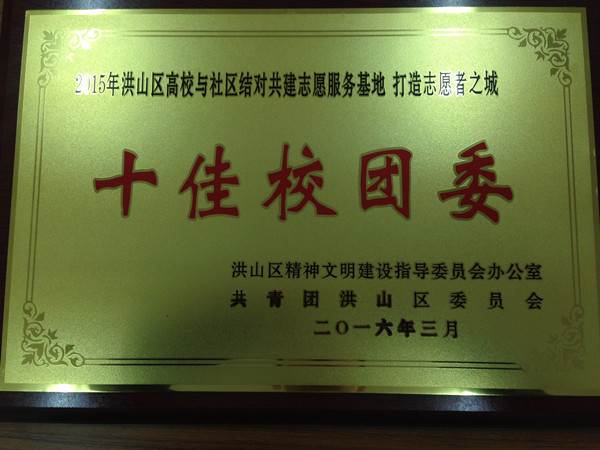 2015年洪山区高校与社区结对共建志愿服务基地 打造志愿者之城
十佳校团委
洪山区精神文明建设指导委员会办公室
共青团洪山区委员会
二〇一六年三月